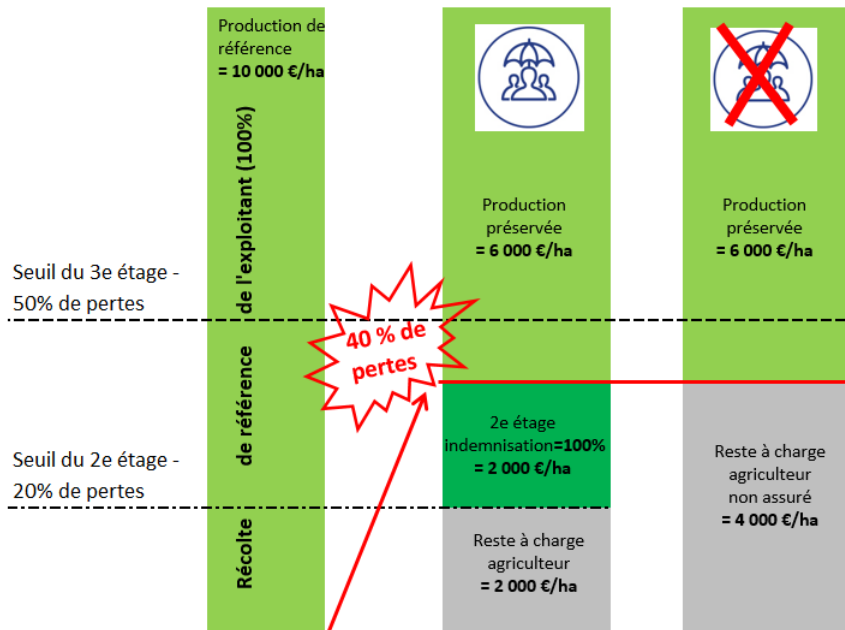 Production de
référence
= 10 000 €/ha
Récolte de référence de l'exploitant (100%)
Seuil du 3e étage -
50% de pertes
Seuil du 2e étage -
20% de pertes
40 % de
pertes
Production
préservée
= 6 000 €/ha
2e étage
indemnisation=100%
= 2 000 €/ha
Reste à charge
agriculteur
= 2 000 €/ha
Production
préservée
= 6 000 €/ha
Reste à charge
agriculteur
non assuré
= 4 000 €/ha